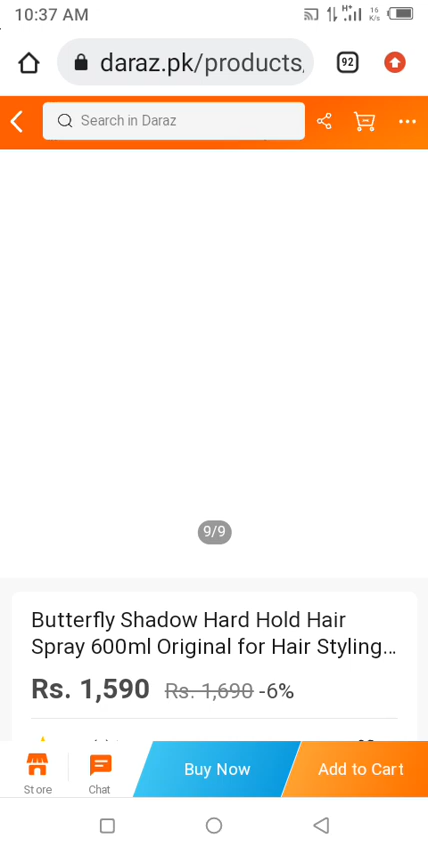 10:37 AM
H+
16
K/s
92
daraz.pk/products,
Search in Daraz
9/9
Butterfly Shadow Hard Hold Hair
Spray 600ml Original for Hair Styling...
Rs. 1,590 Rs. 1,690 -6%
Store
Chat
Buy Now
Add to Cart